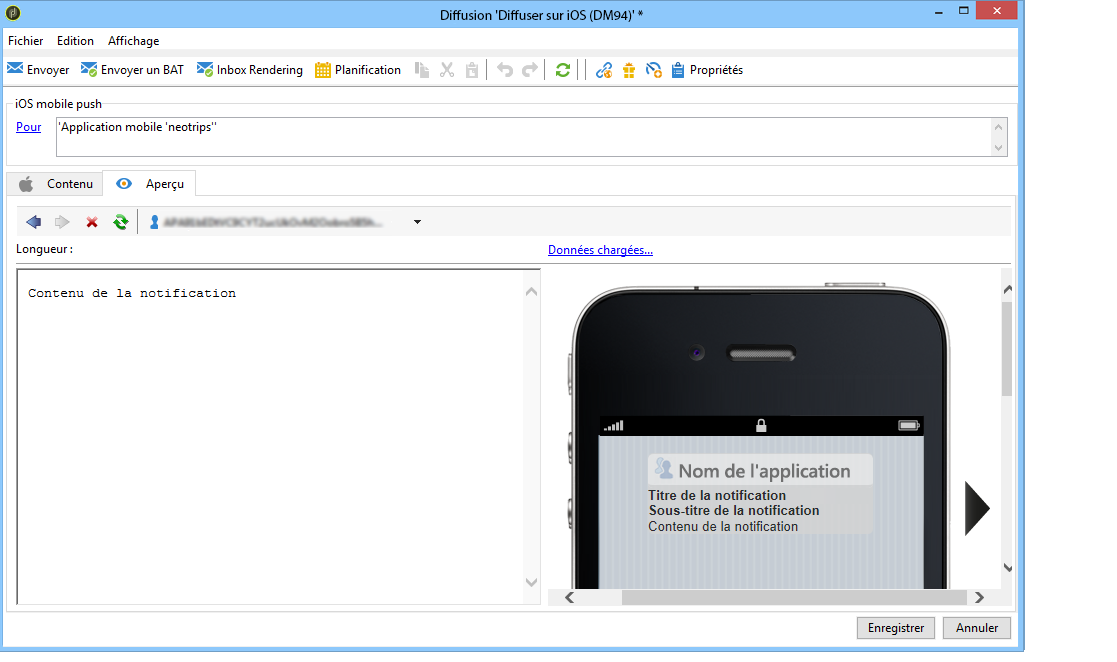 Diffusion 'Diffuser sur iOS (DM94)' *
Fichier Edition Affichage
Envoyer Envoyer un BAT Inbox Rendering Planification Propriétés
iOS mobile push
Pour 'Application mobile 'neotrips''
Contenu Aperçu
Longueur : Données chargées...
Contenu de la notification
Nom de l'application
Titre de la notification
Sous-titre de la notification
Contenu de la notification
Enregistrer Annuler